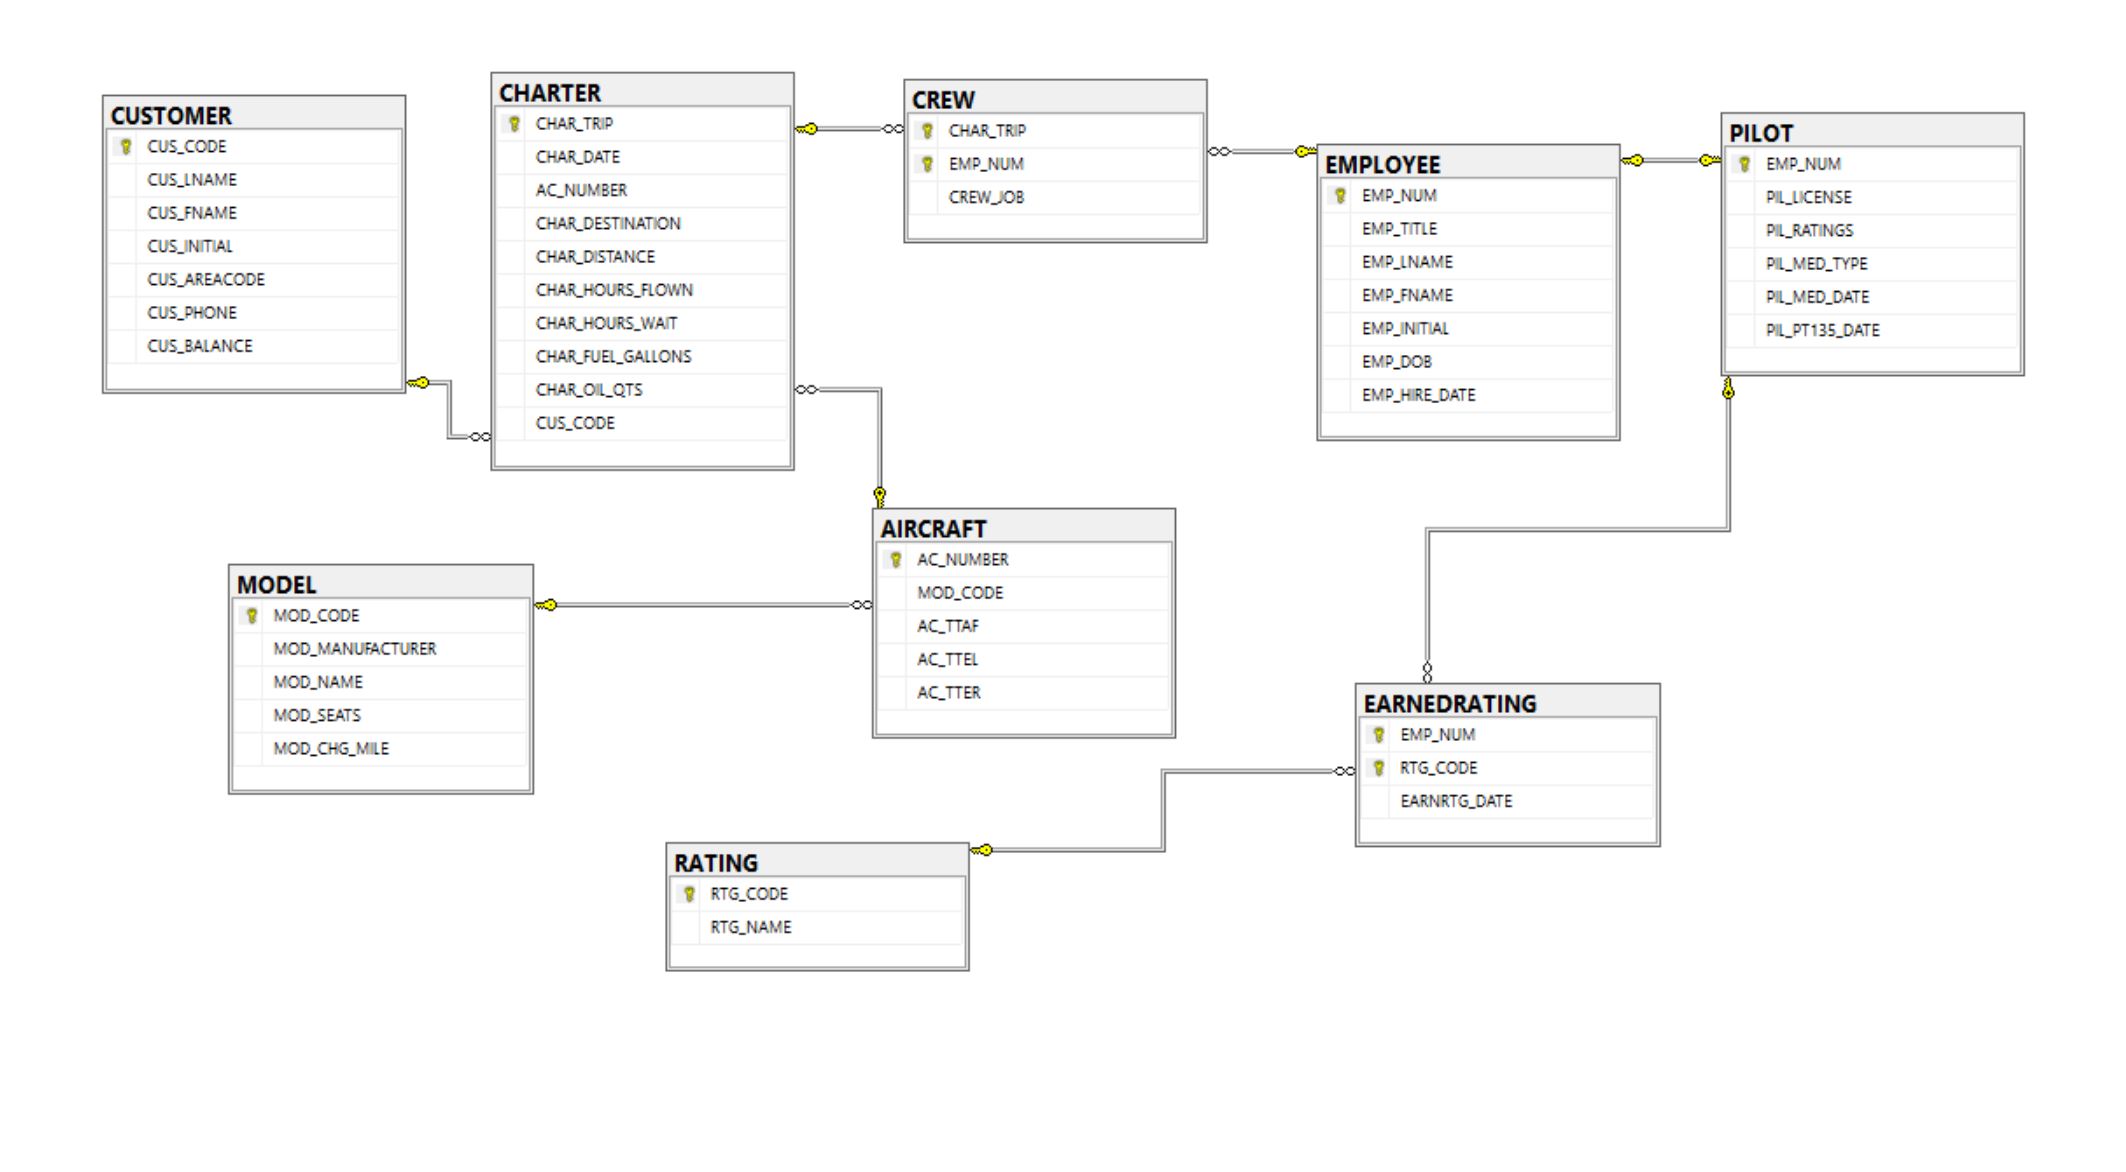 CUSTOMER
CUS_CODE
CUS_LNAME
CUS_FNAME
CUS_INITIAL
CUS_AREACODE
CUS_PHONE
CUS_BALANCE
CHARTER
CHAR_TRIP
CHAR_DATE
AC_NUMBER
CHAR_DESTINATION
CHAR_DISTANCE
CHAR_HOURS_FLOWN
CHAR_HOURS_WAIT
CHAR_FUEL_GALLONS
CHAR_OIL_QTS
CUS_CODE
CREW
CHAR_TRIP
EMP_NUM
CREW_JOB
EMPLOYEE
EMP_NUM
EMP_TITLE
EMP_LNAME
EMP_FNAME
EMP_INITIAL
EMP_DOB
EMP_HIRE_DATE
PILOT
EMP_NUM
PIL_LICENSE
PIL_RATINGS
PIL_MED_TYPE
PIL_MED_DATE
PIL_PT135_DATE
MODEL
MOD_CODE
MOD_MANUFACTURER
MOD_NAME
MOD_SEATS
MOD_CHG_MILE
AIRCRAFT
AC_NUMBER
MOD_CODE
AC_TTAF
AC_TTEL
AC_TTER
EARNEDRATING
EMP_NUM
RTG_CODE
EARNRTG_DATE
RATING
RTG_CODE
RTG_NAME